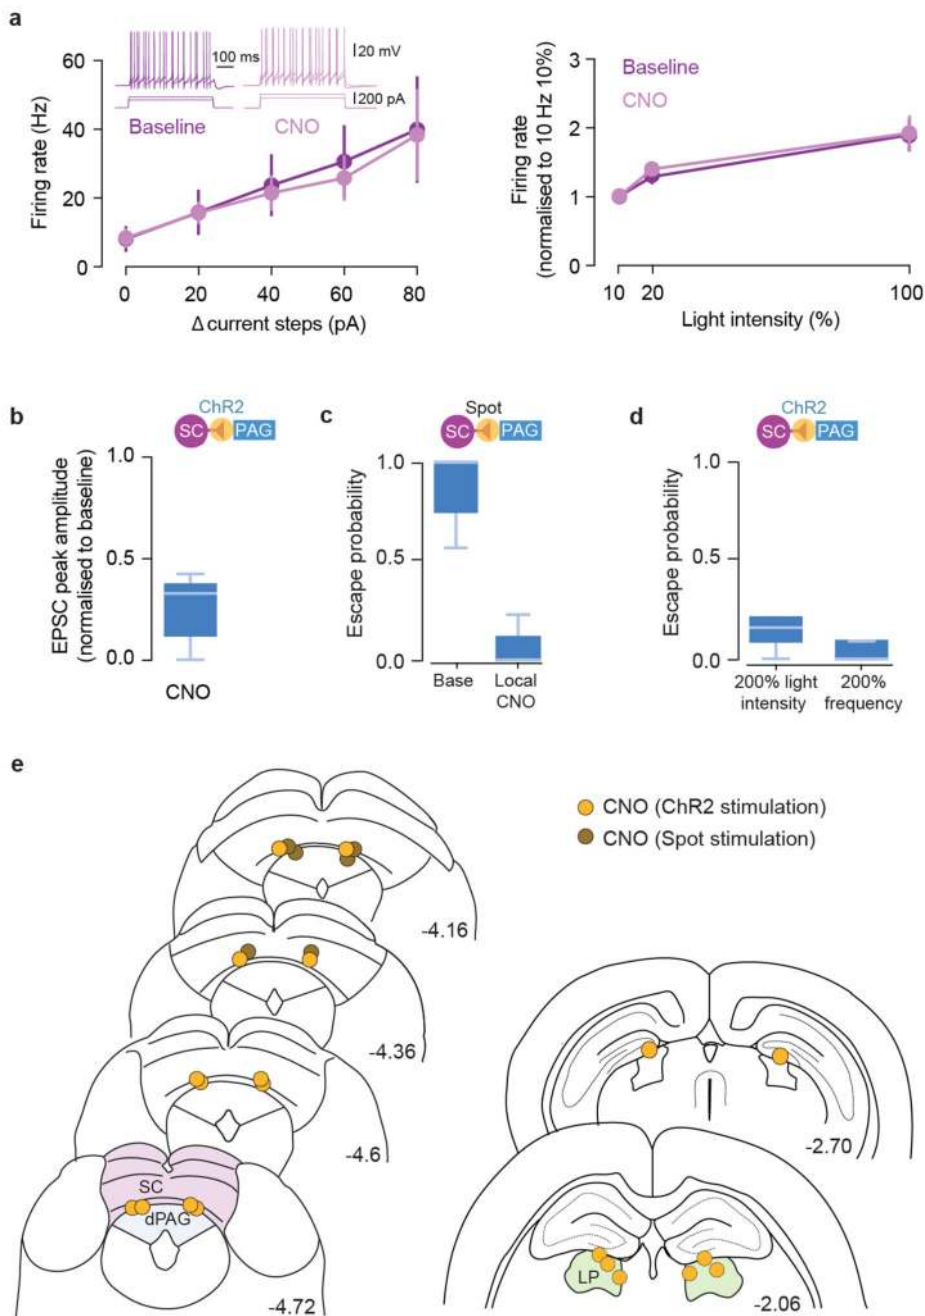 a
60
40
20
0
Firing rate (Hz)
100 ms
20 mV
200 pA
Baseline
CNO
0
20
40
60
80
Δ current steps (pA)
3
2
1
0
Firing rate
(normalised to 10 Hz 10%)
Baseline
CNO
10
20
100
Light intensity (%)
b
ChR2
SC
PAG
1.0
0.5
0.0
EPSC peak amplitude
(normalised to baseline)
CNO
c
Spot
SC
PAG
1.0
0.5
0.0
Escape probability
Base
Local
CNO
d
ChR2
SC
PAG
1.0
0.5
0.0
Escape probability
200% light
intensity
200%
frequency
e
CNO (ChR2 stimulation)
CNO (Spot stimulation)
-4.16
-4.36
-4.6
SC
dPAG
-4.72
-2.70
LP
-2.06